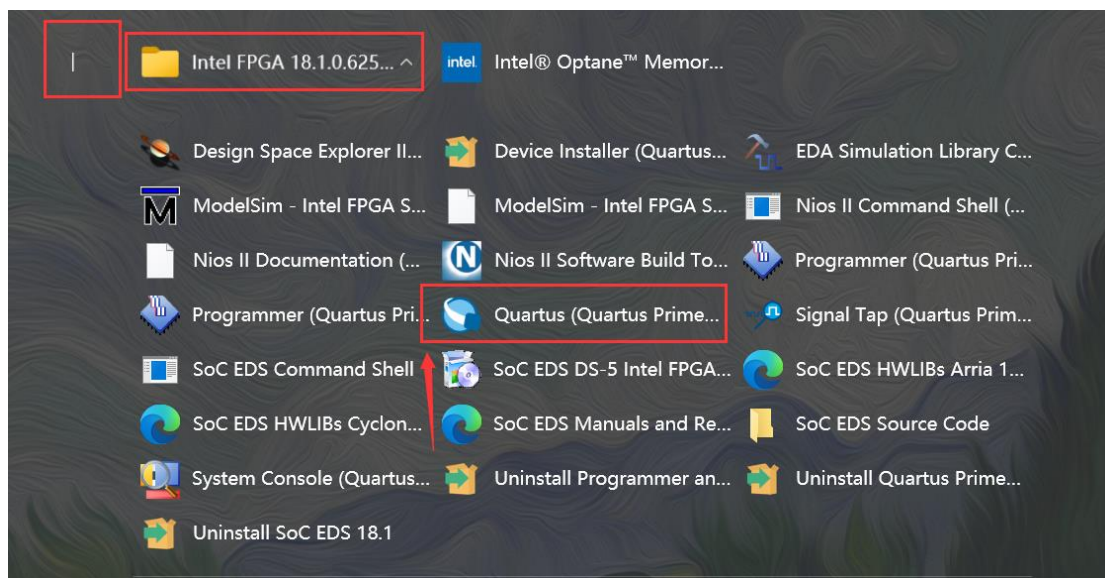 I Intel FPGA 18.1.0.625... intel Intel® Optane™ Memor...
Design Space Explorer II... Device Installer (Quartus... EDA Simulation Library C...
ModelSim - Intel FPGA S... ModelSim - Intel FPGA S... Nios II Command Shell (...
Nios II Documentation (... Nios II Software Build To... Programmer (Quartus Pri...
Programmer (Quartus Pri... Quartus (Quartus Prime... Signal Tap (Quartus Prim...
SoC EDS Command Shell SoC EDS DS-5 Intel FPGA... SoC EDS HWLIBs Arria 1...
SoC EDS HWLIBs Cyclon... SoC EDS Manuals and Re... SoC EDS Source Code
System Console (Quartus... Uninstall Programmer an... Uninstall Quartus Prime...
Uninstall SoC EDS 18.1